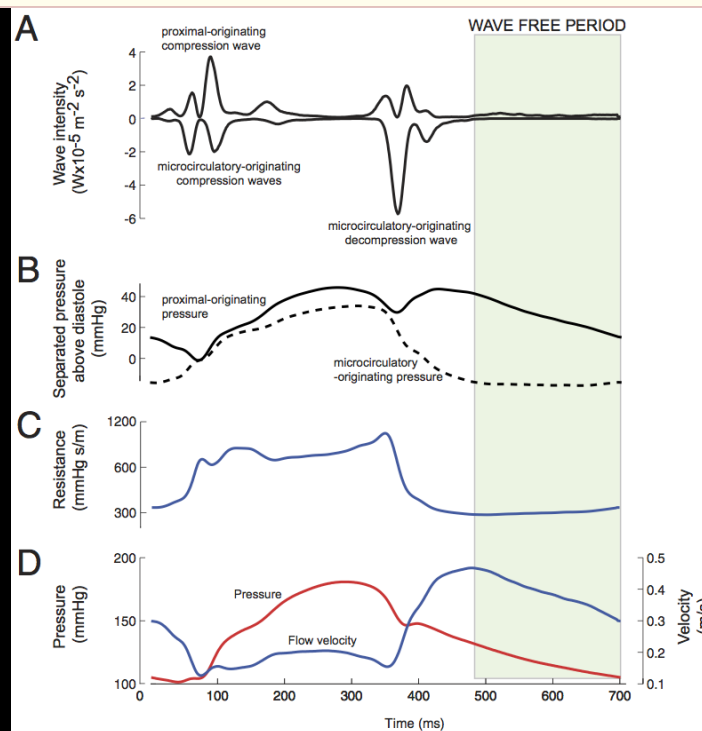 A
WAVE FREE PERIOD
proximal-originating
compression wave
Wave intensity
(Wx10-5 m-2 s-2)
4
2
0
-2
-4
-6
microcirculatory-originating
compression waves
microcirculatory-originating
decompression wave
B
Separated pressure
above diastole
(mmHg)
40
20
0
proximal-originating
pressure
microcirculatory
-originating pressure
C
Resistance
(mmHg s/m)
1200
600
300
D
Pressure
(mmHg)
200
150
100
Pressure
Flow velocity
0.5
0.4
0.3
0.2
0.1
Velocity
(m/s)
0
100
200
300
400
500
600
700
Time (ms)